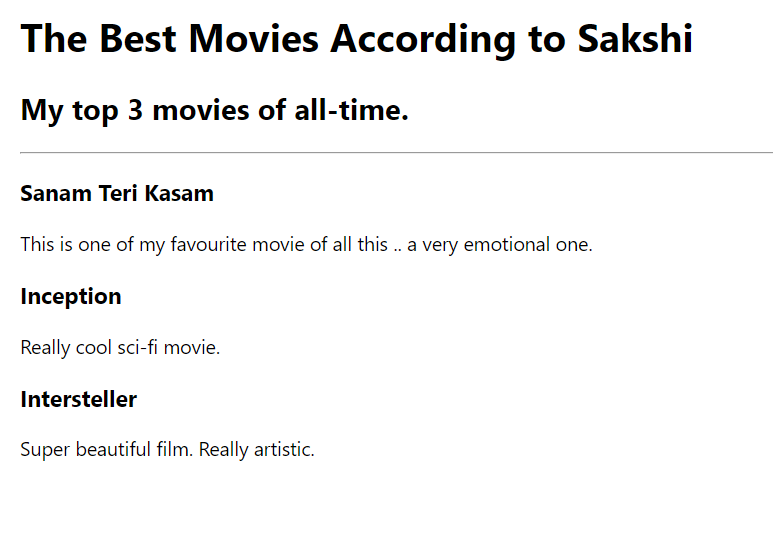 The Best Movies According to Sakshi
My top 3 movies of all-time.
Sanam Teri Kasam
This is one of my favourite movie of all this .. a very emotional one.
Inception
Really cool sci-fi movie.
Intersteller
Super beautiful film. Really artistic.